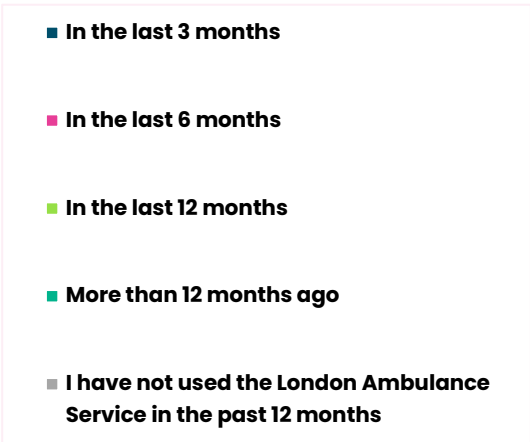 In the last 3 months
In the last 6 months
In the last 12 months
More than 12 months ago
I have not used the London Ambulance
Service in the past 12 months